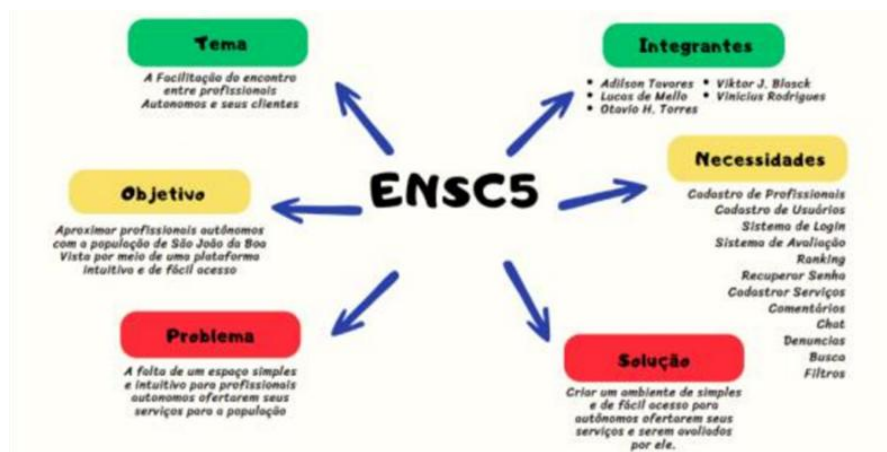 Tema
A Facilitação do encontro
entre profissionais
Autonomos e seus clientes
Integrantes
• Adilson Tavares • Viktor J. Blasck
• Lucas de Mello • Vinicius Rodrigues
• Otavio H. Torres
ENSC5
Objetivo
Aproximar profissionais autônomos
com a população de São João da Boa
Vista por meio de uma plataforma
intuitiva e de fácil acesso
Necessidades
Cadastro de Profissionais
Cadastro de Usuários
Sistema de Login
Sistema de Avaliação
Ranking
Recuperar Senha
Cadastrar Serviços
Comentários
Chat
Denuncias
Busca
Filtros
Problema
A falta de um espaço simples
e intuitivo para profissionais
autonomos ofertarem seus
serviços para a população
Solução
Criar um ambiente de simples
e de fácil acesso para
autônomos ofertarem seus
serviços e serem avaliados
por ele.